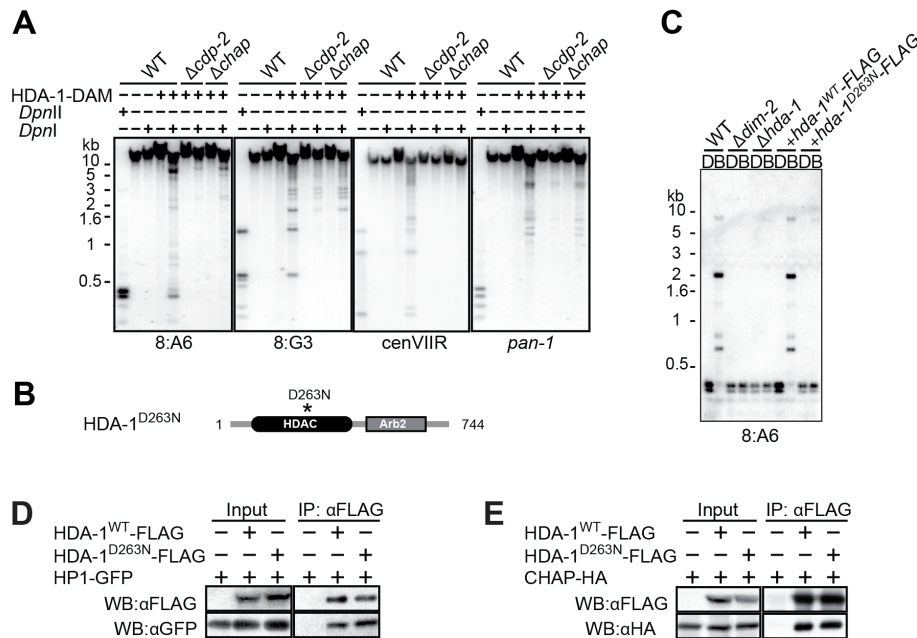 A
WT Δcdp-2 Δchap WT Δcdp-2 Δchap WT Δcdp-2 Δchap WT Δcdp-2 Δchap
HDA-1-DAM − − − + + + + + + − − − + + + + + + − − − + + + + + + − − − + + + + + +
DpnII + − − − − − − − − + − − − − − − − − + − − − − − − − − + − − − − − − − −
DpnI − − + − + − + − + − − + − + − + − + − − + − + − + − + − − + − + − + − +
kb
10
5
3
2
1.6
1
0.5
8:A6 8:G3 cenVIIR pan-1
B
D263N
*
HDA-1D263N 1 HDAC Arb2 744
C
WT Δdim-2 Δhda-1 +hda-1WT-FLAG +hda-1D263N-FLAG
DBDBDBDBDB
kb
10
5
3
2
1.6
1
0.5
8:A6
D
Input IP: αFLAG
HDA-1WT-FLAG − + − − + −
HDA-1D263N-FLAG − − + − − +
HP1-GFP + + + + + +
WB:αFLAG
WB:αGFP
E
Input IP: αFLAG
HDA-1WT-FLAG − + − − + −
HDA-1D263N-FLAG − − + − − +
CHAP-HA + + + + + +
WB:αFLAG
WB:αHA